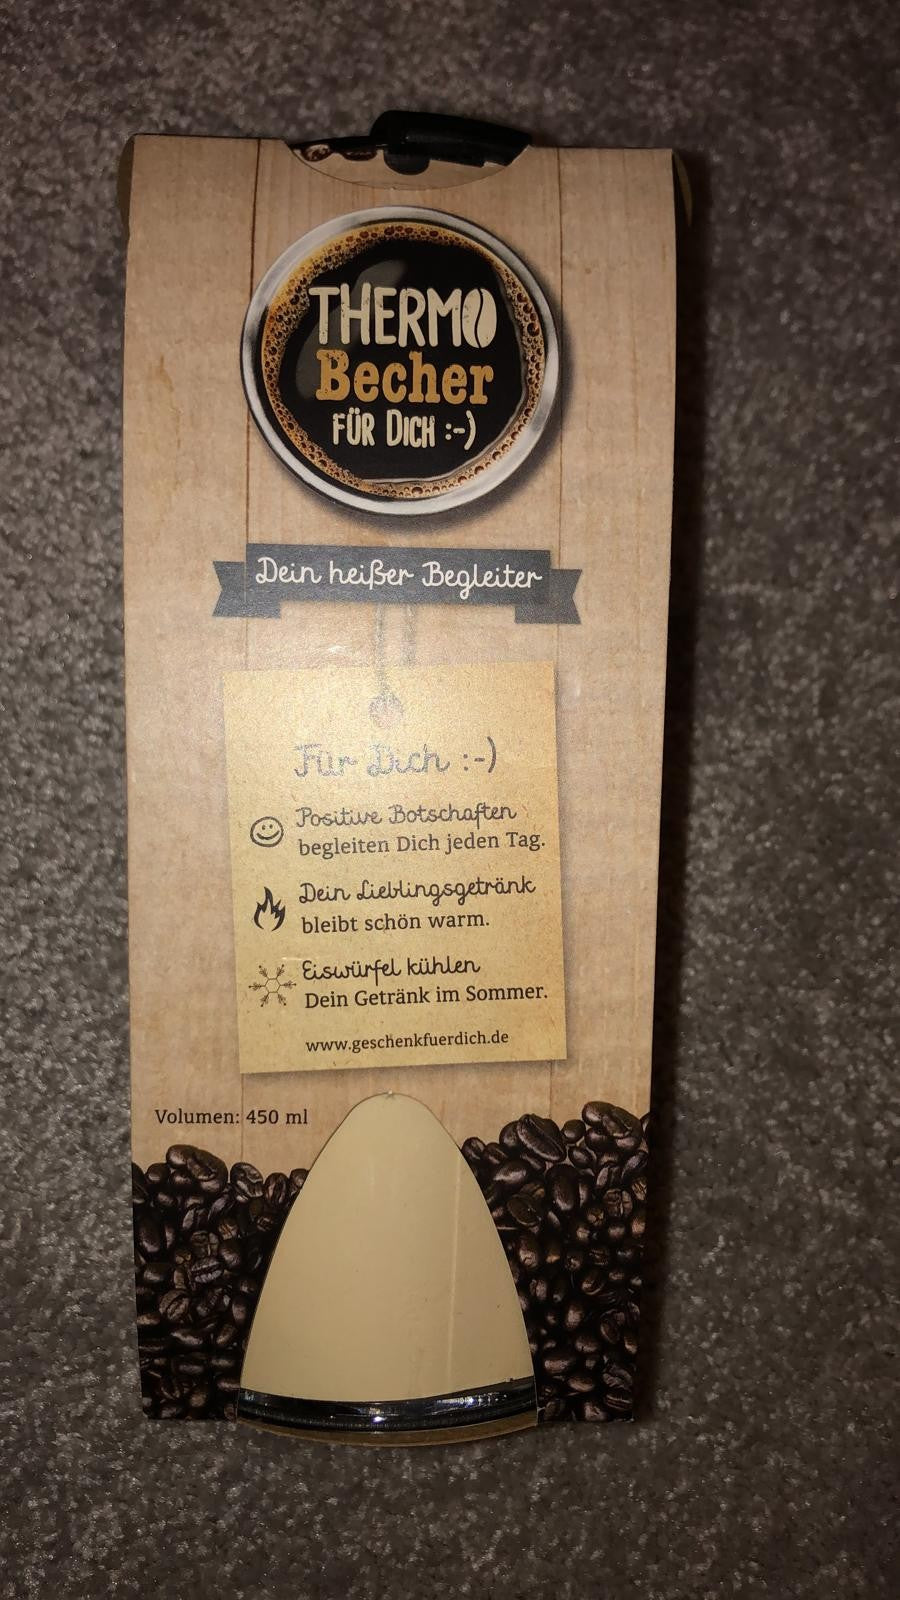 THERMO
Becher
FÜR DICH :-)
Dein heißer Begleiter
Für Dich :-)
Positive Botschaften
begleiten Dich jeden Tag.
Dein Lieblingsgetränk
bleibt schön warm.
Eiswürfel kühlen
Dein Getränk im Sommer.
www.geschenkfuerdich.de
Volumen: 450 ml